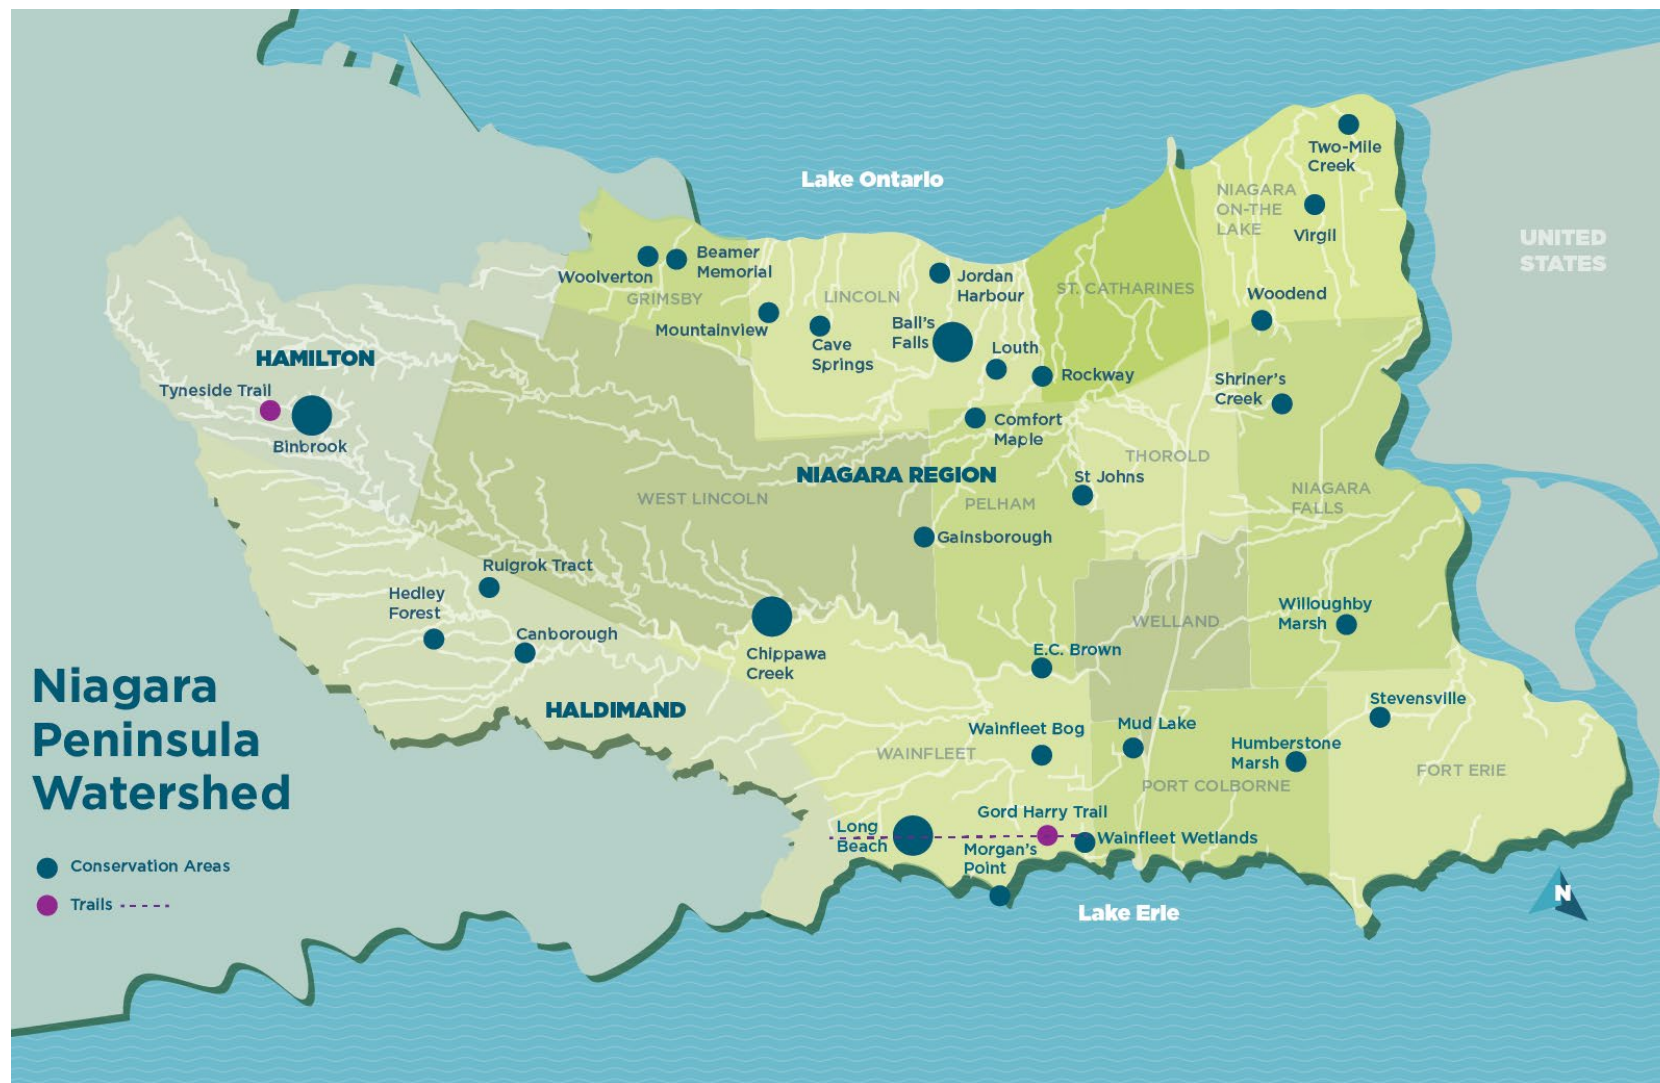 Two-Mile
Creek
Lake Ontario
NIAGARA
ON-THE
LAKE
Virgil
UNITED
STATES
Beamer
Memorial
Woolverton
GRIMSBY
LINCOLN
Jordan
Harbour
ST. CATHARINES
Woodend
Mountainview
Cave
Springs
Ball's
Falls
Louth
Rockway
HAMILTON
Tyneside Trail
Binbrook
Shriner's
Creek
Comfort
Maple
THOROLD
NIAGARA REGION
St Johns
WEST LINCOLN
PELHAM
NIAGARA
FALLS
Gainsborough
Ruigrok Tract
Hedley
Forest
Canborough
Chippawa
Creek
Willoughby
Marsh
WELLAND
E.C. Brown
HALDIMAND
Stevensville
Wainfleet Bog
Mud Lake
Humberstone
Marsh
WAINFLEET
FORT ERIE
PORT COLBORNE
Gord Harry Trail
Long
Beach
Wainfleet Wetlands
Morgan's
Point
Lake Erie
N
Niagara
Peninsula
Watershed
Conservation Areas
Trails